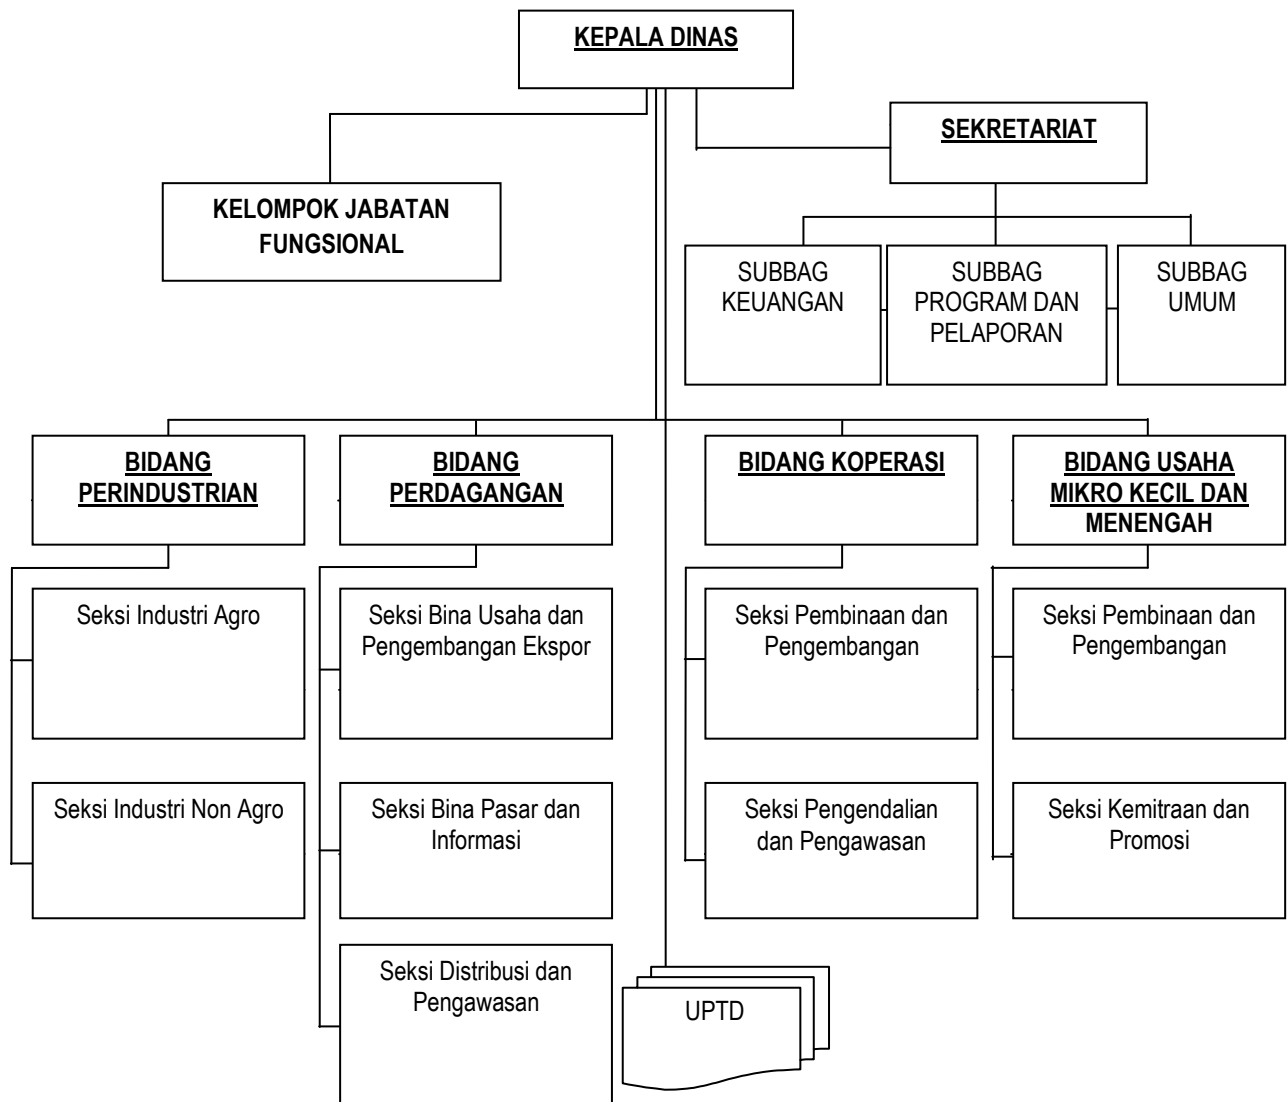 KEPALA DINAS
SEKRETARIAT
KELOMPOK JABATAN
FUNGSIONAL
SUBBAG
KEUANGAN
SUBBAG
PROGRAM DAN
PELAPORAN
SUBBAG
UMUM
BIDANG
PERINDUSTRIAN
BIDANG
PERDAGANGAN
BIDANG KOPERASI
BIDANG USAHA
MIKRO KECIL DAN
MENENGAH
Seksi Industri Agro
Seksi Bina Usaha dan
Pengembangan Ekspor
Seksi Pembinaan dan
Pengembangan
Seksi Pembinaan dan
Pengembangan
Seksi Industri Non Agro
Seksi Bina Pasar dan
Informasi
Seksi Pengendalian
dan Pengawasan
Seksi Kemitraan dan
Promosi
Seksi Distribusi dan
Pengawasan
UPTD